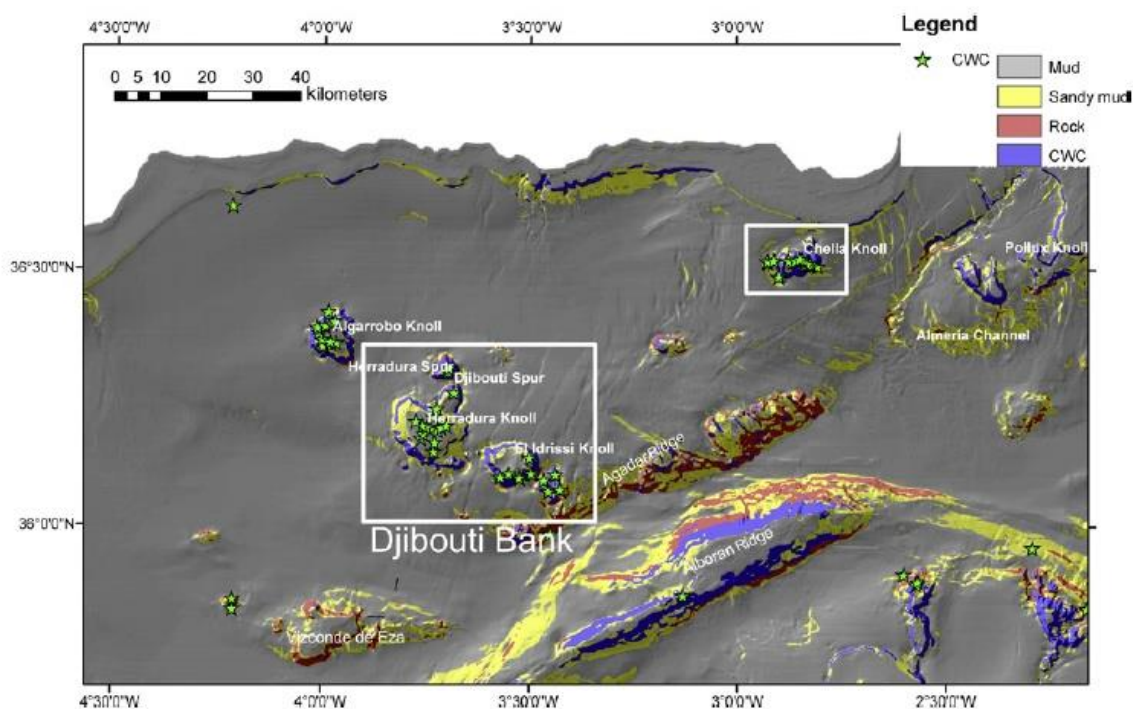 4°30'0"W 4°0'0"W 3°30'0"W 3°0'0"W
Legend
CWC
Mud
Sandy mud
Rock
CWC
0 5 10 20 30 40
kilometers
Chella Knoll
Pollux Knoll
36°30'0"N
Almeria Channel
Algarrobo Knoll
Herradura Spur
Djibouti Spur
Herradura Knoll
El Idrissi Knoll
Agadar Ridge
36°0'0"N
Djibouti Bank
Alboran Ridge
Vizconde de Eza
4°30'0"W 4°0'0"W 3°30'0"W 3°0'0"W 2°30'0"W